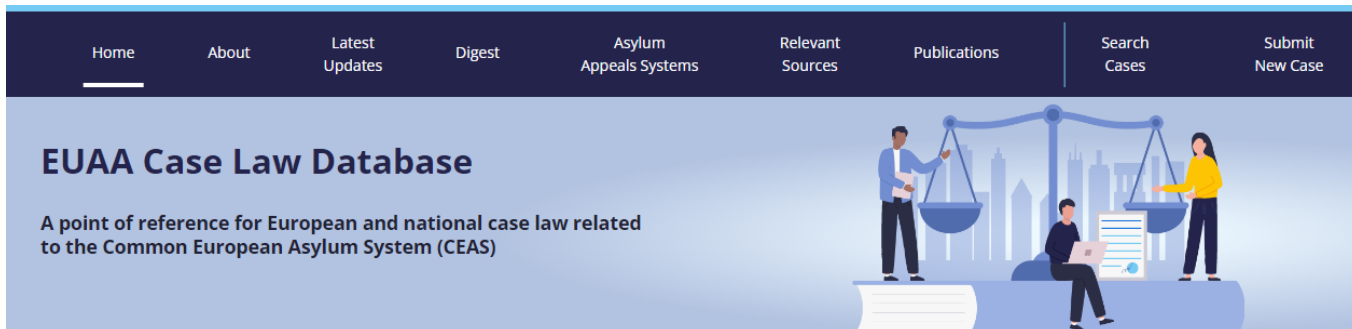 Home
About
Latest
Updates
Digest
Asylum
Appeals Systems
Relevant
Sources
Publications
Search
Cases
Submit
New Case
EUAA Case Law Database
A point of reference for European and national case law related
to the Common European Asylum System (CEAS)